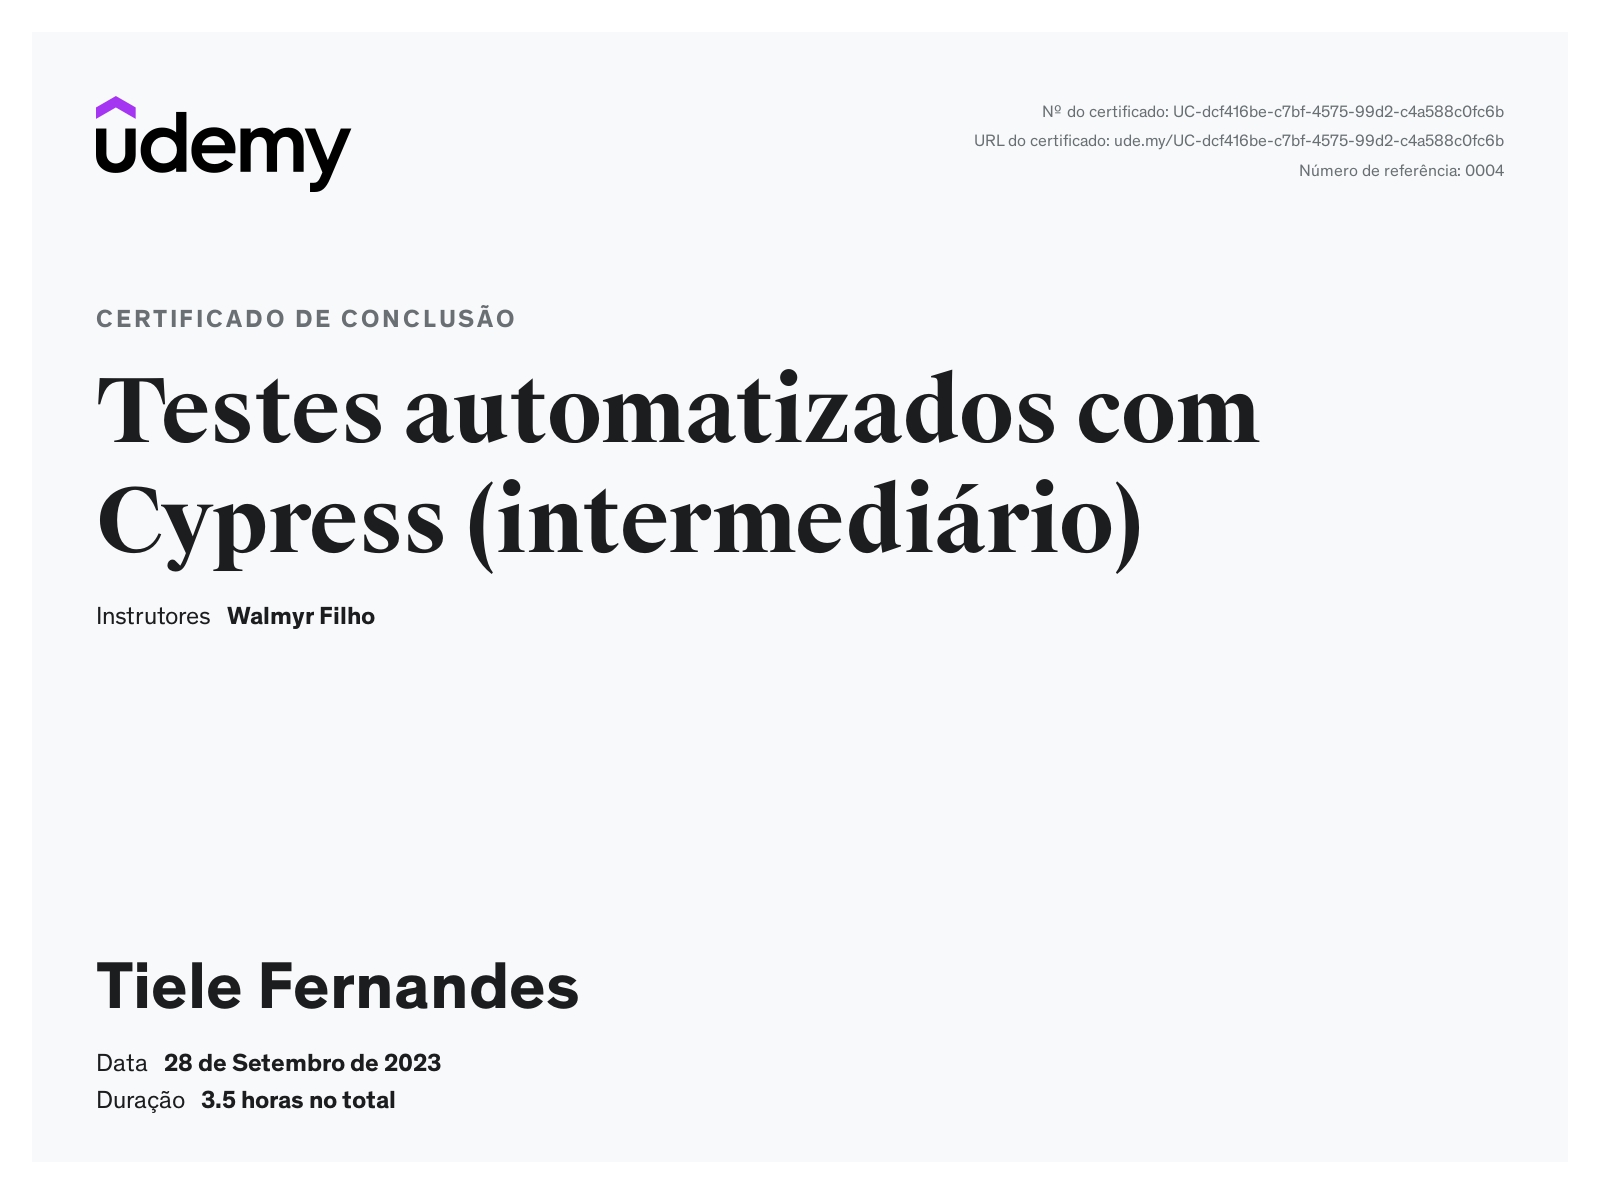 udemy
Nº do certificado: UC-dcf416be-c7bf-4575-99d2-c4a588c0fc6b
URL do certificado: ude.my/UC-dcf416be-c7bf-4575-99d2-c4a588c0fc6b
Número de referência: 0004
CERTIFICADO DE CONCLUSÃO
Testes automatizados com
Cypress (intermediário)
Instrutores Walmyr Filho
Tiele Fernandes
Data 28 de Setembro de 2023
Duração 3.5 horas no total